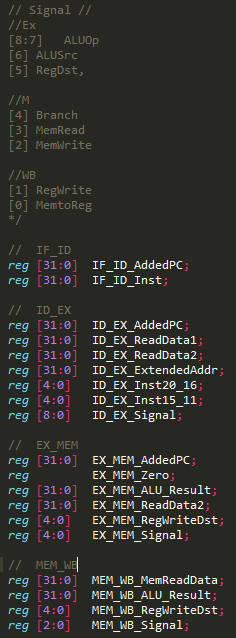 // Signal //
//Ex
[8:7]   ALUOp
[6] ALUSrc
[5] RegDst,

//M
[4] Branch
[3] MemRead
[2] MemWrite

//WB
[1] RegWrite
[0] MemtoReg
*/

//  IF_ID
reg [31:0]  IF_ID_AddedPC;
reg [31:0]  IF_ID_Inst;

//  ID_EX
reg [31:0]  ID_EX_AddedPC;
reg [31:0]  ID_EX_ReadData1;
reg [31:0]  ID_EX_ReadData2;
reg [31:0]  ID_EX_ExtendedAddr;
reg [4:0]   ID_EX_Inst20_16;
reg [4:0]   ID_EX_Inst15_11;
reg [8:0]   ID_EX_Signal;

//  EX_MEM
reg [31:0]  EX_MEM_AddedPC;
reg         EX_MEM_Zero;
reg [31:0]  EX_MEM_ALU_Result;
reg [31:0]  EX_MEM_ReadData2;
reg [4:0]   EX_MEM_RegWriteDst;
reg [4:0]   EX_MEM_Signal;

//  MEM_WB
reg [31:0]  MEM_WB_MemReadData;
reg [31:0]  MEM_WB_ALU_Result;
reg [4:0]   MEM_WB_RegWriteDst;
reg [2:0]   MEM_WB_Signal;